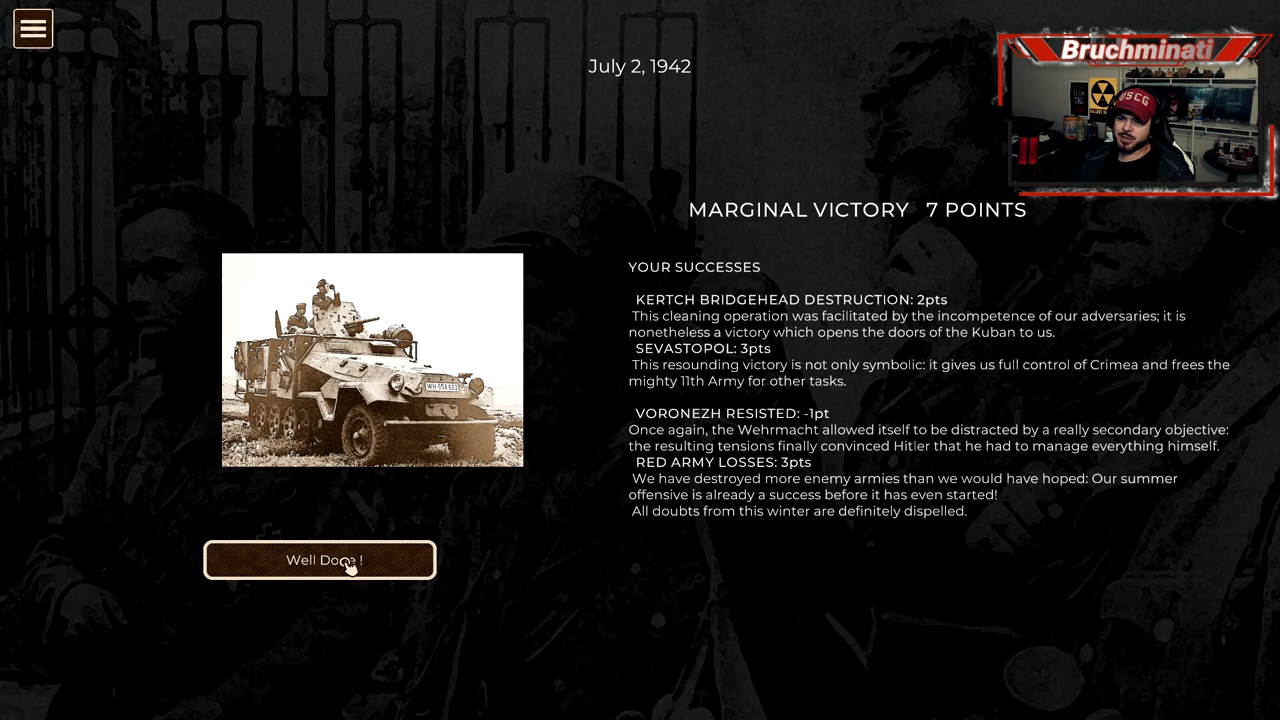 Bruchminati
USCG
July 2, 1942
MARGINAL VICTORY 7 POINTS
YOUR SUCCESSES
KERTCH BRIDGEHEAD DESTRUCTION: 2pts
This cleaning operation was facilitated by the incompetence of our adversaries; it is
nonetheless a victory which opens the doors of the Kuban to us.
SEVASTOPOL: 3pts
This resounding victory is not only symbolic: it gives us full control of Crimea and frees the
mighty 11th Army for other tasks.
VORONEZH RESISTED: -1pt
Once again, the Wehrmacht allowed itself to be distracted by a really secondary objective:
the resulting tensions finally convinced Hitler that he had to manage everything himself.
RED ARMY LOSSES: 3pts
We have destroyed more enemy armies than we would have hoped: Our summer
offensive is already a success before it has even started!
All doubts from this winter are definitely dispelled.
Well Done !